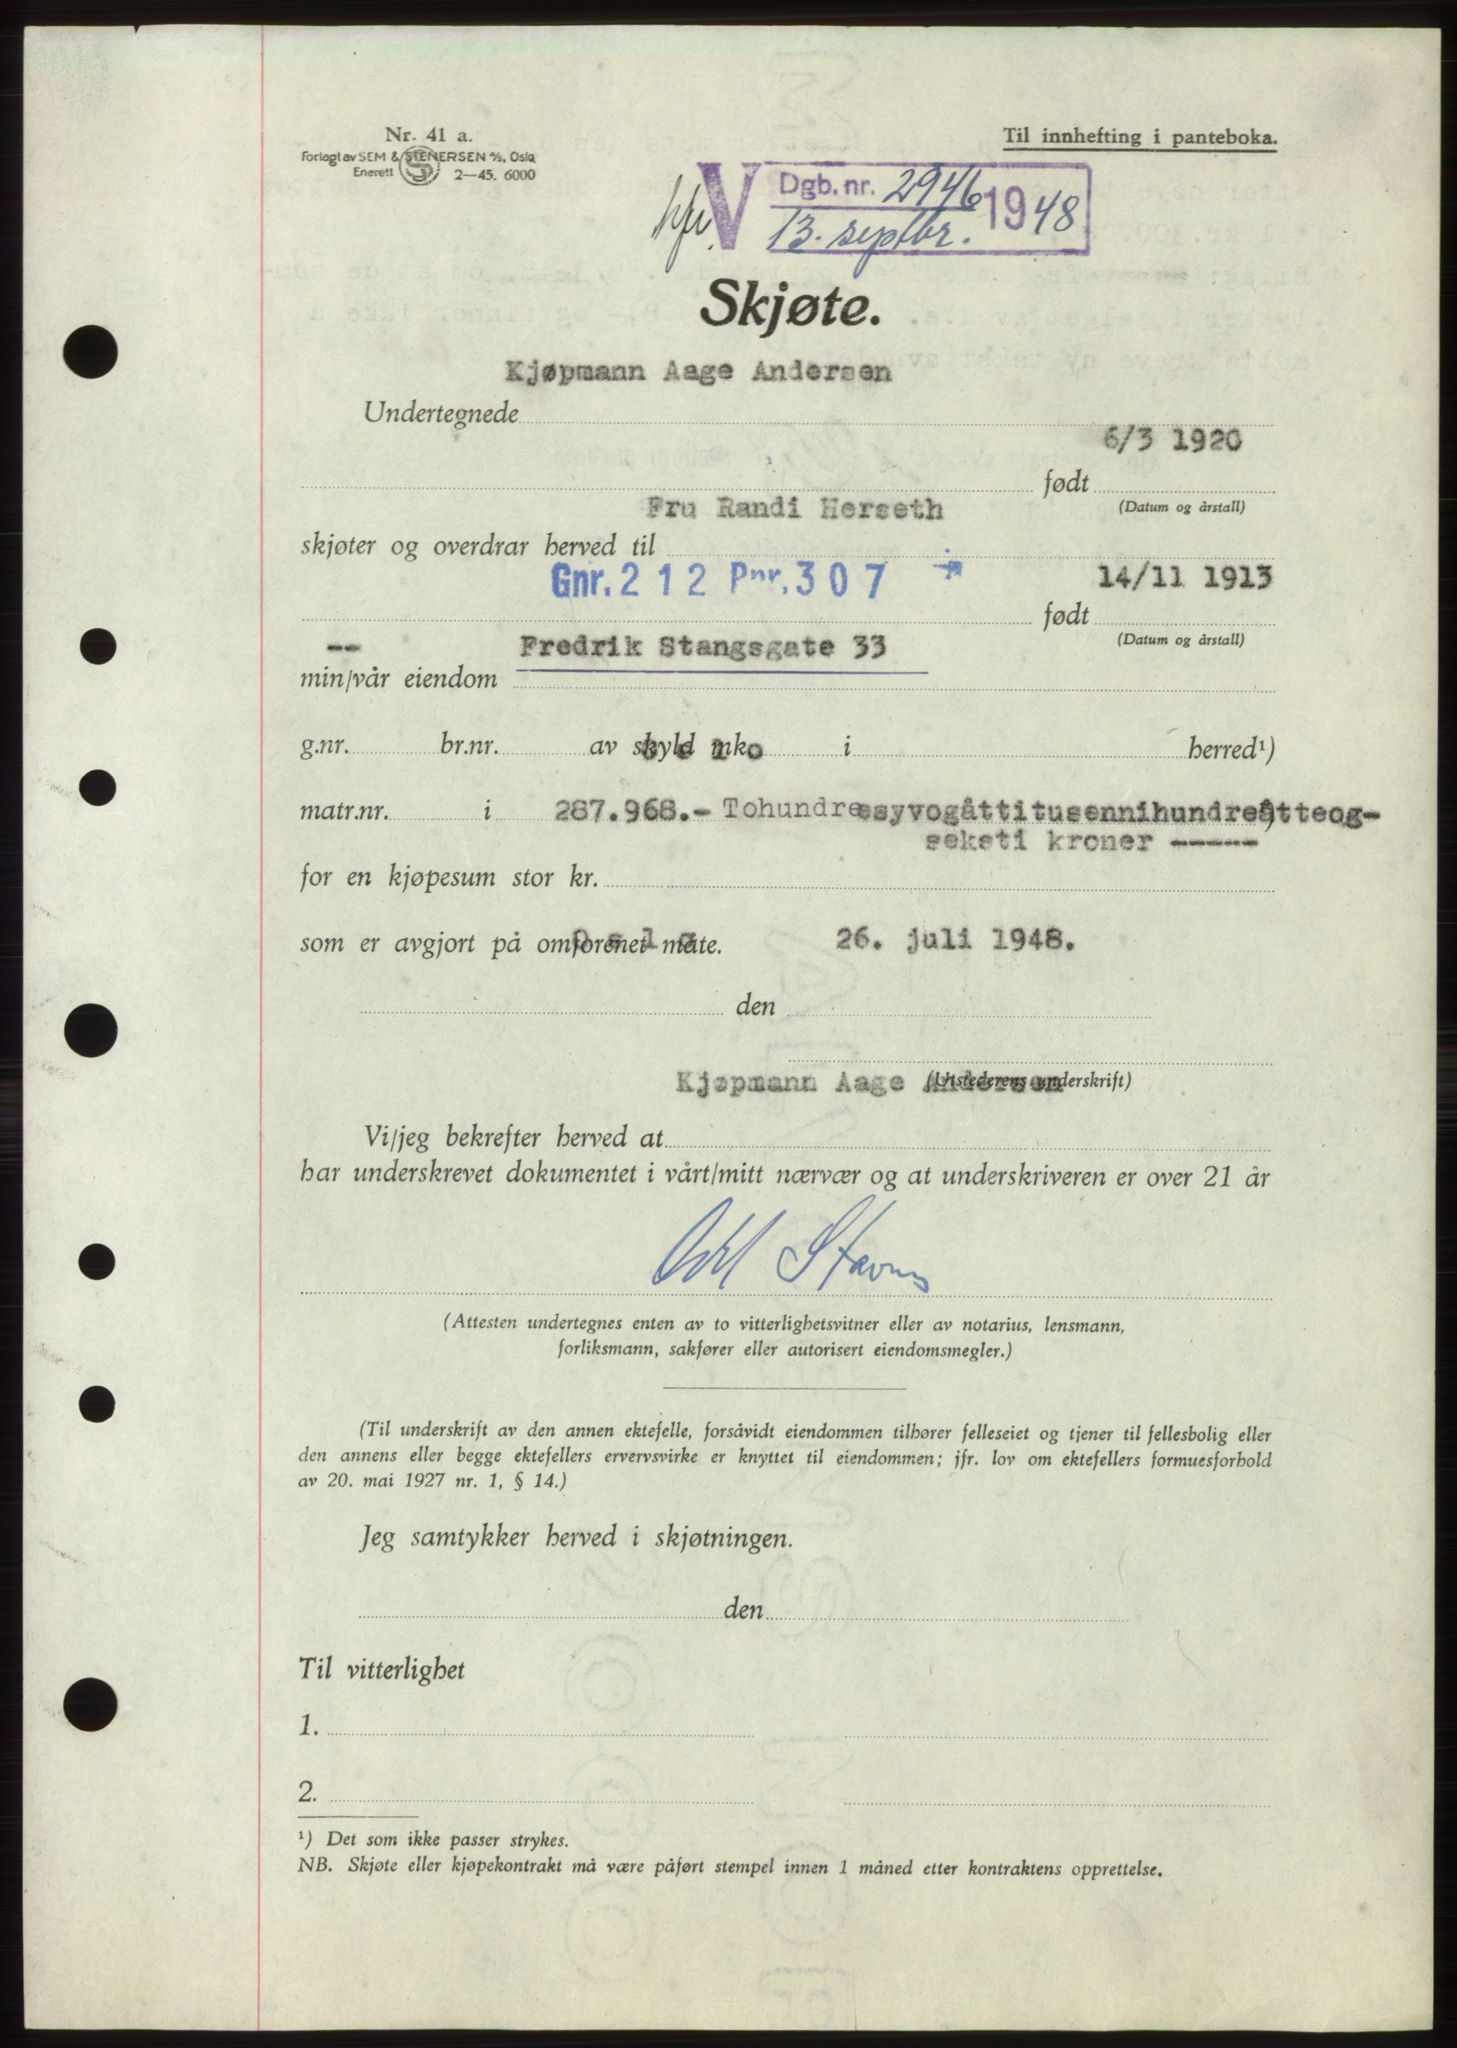 Nr. 41 a.
Forlagt av SEM & STENERSEN A/S, Oslo
Enerett 2—45. 6000
Til innhefting i panteboka.
Dgb. nr. 2946
13. septbr. 1948
Skjøte.
Kjøpmann Aage Andersen
Undertegnede
6/3 1920
født
(Datum og årstall)
Fru Randi Herseth
skjøter og overdrar herved til
Gnr. 212 Bnr. 307
14/11 1913
født
(Datum og årstall)
-- Fredrik Stangsgate 33
min/vår eiendom
g.nr. br.nr. av skyld mk i herred¹)
matr.nr. i 287.968.- Tohundreosyvogåttitusennihundreåtteog-
seksti kroner -----
for en kjøpesum stor kr.
som er avgjort på omforenet måte.
Oslo 26. juli 1948.
den
(Utstederens underskrift)
Kjøpmann Aage Andersen
Vi/jeg bekrefter herved at
har underskrevet dokumentet i vårt/mitt nærvær og at underskriveren er over 21 år
(Attesten undertegnes enten av to vitterlighetsvitner eller av notarius, lensmann,
forliksmann, sakfører eller autorisert eiendomsmegler.)
(Til underskrift av den annen ektefelle, forsåvidt eiendommen tilhører felleseiet og tjener til fellesbolig eller
den annens eller begge ektefellers ervervsvirke er knyttet til eiendommen; jfr. lov om ektefellers formuesforhold
av 20. mai 1927 nr. 1, § 14.)
Jeg samtykker herved i skjøtningen.
den
Til vitterlighet
1.
2.
¹) Det som ikke passer strykes.
NB. Skjøte eller kjøpekontrakt må være påført stempel innen 1 måned etter kontraktens opprettelse.